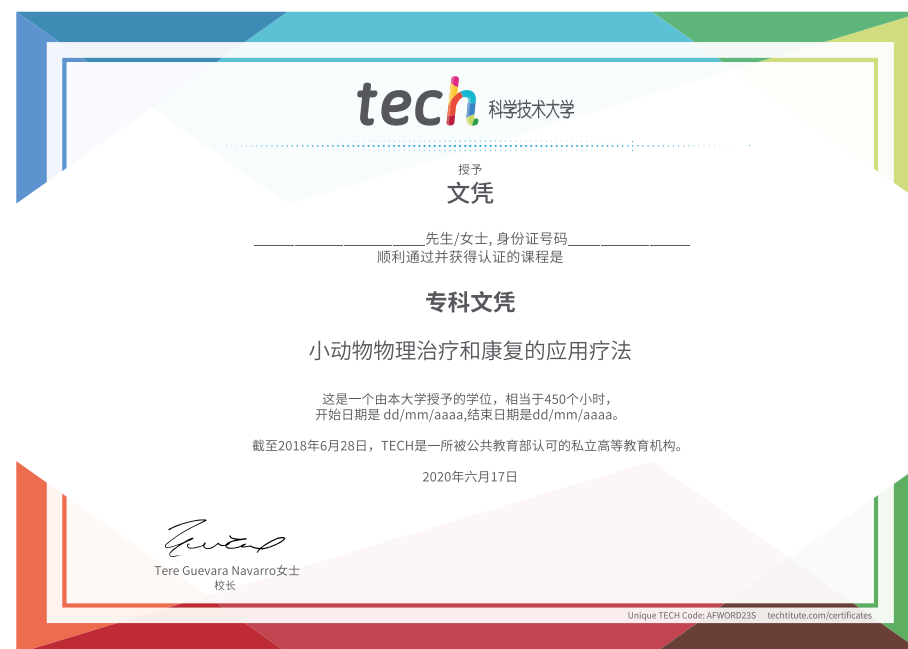 tech 科学技术大学
授予
文凭
先生/女士, 身份证号码
顺利通过并获得认证的课程是
专科文凭
小动物物理治疗和康复的应用疗法
这是一个由本大学授予的学位，相当于450个小时，
开始日期是 dd/mm/aaaa,结束日期是dd/mm/aaaa。
截至2018年6月28日，TECH是一所被公共教育部认可的私立高等教育机构。
2020年六月17日
Tere Guevara Navarro女士
校长
Unique TECH Code: AFWORD23S techtitute.com/certificates